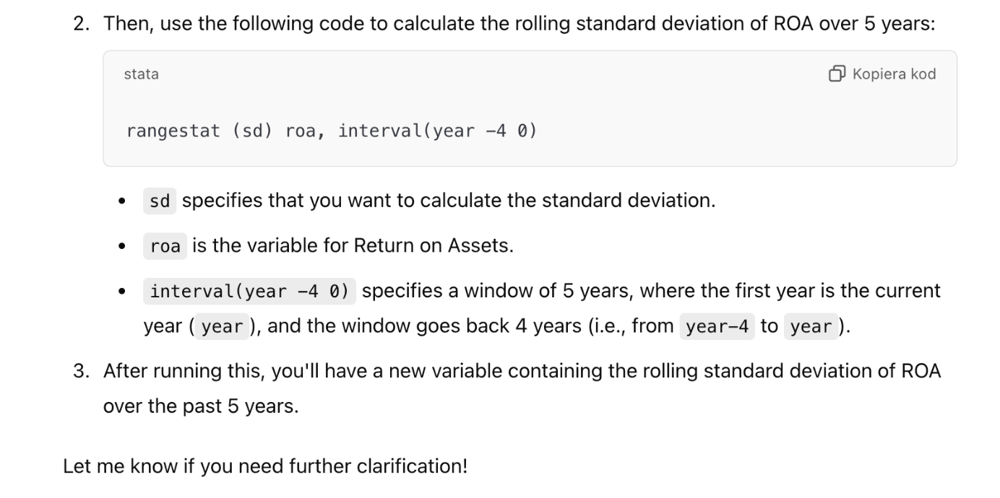 2. Then, use the following code to calculate the rolling standard deviation of ROA over 5 years:
stata
Kopiera kod
rangestat (sd) roa, interval(year -4 0)
• sd specifies that you want to calculate the standard deviation.
• roa is the variable for Return on Assets.
• interval(year -4 0) specifies a window of 5 years, where the first year is the current
year ( year ), and the window goes back 4 years (i.e., from year-4 to year ).
3. After running this, you'll have a new variable containing the rolling standard deviation of ROA
over the past 5 years.
Let me know if you need further clarification!